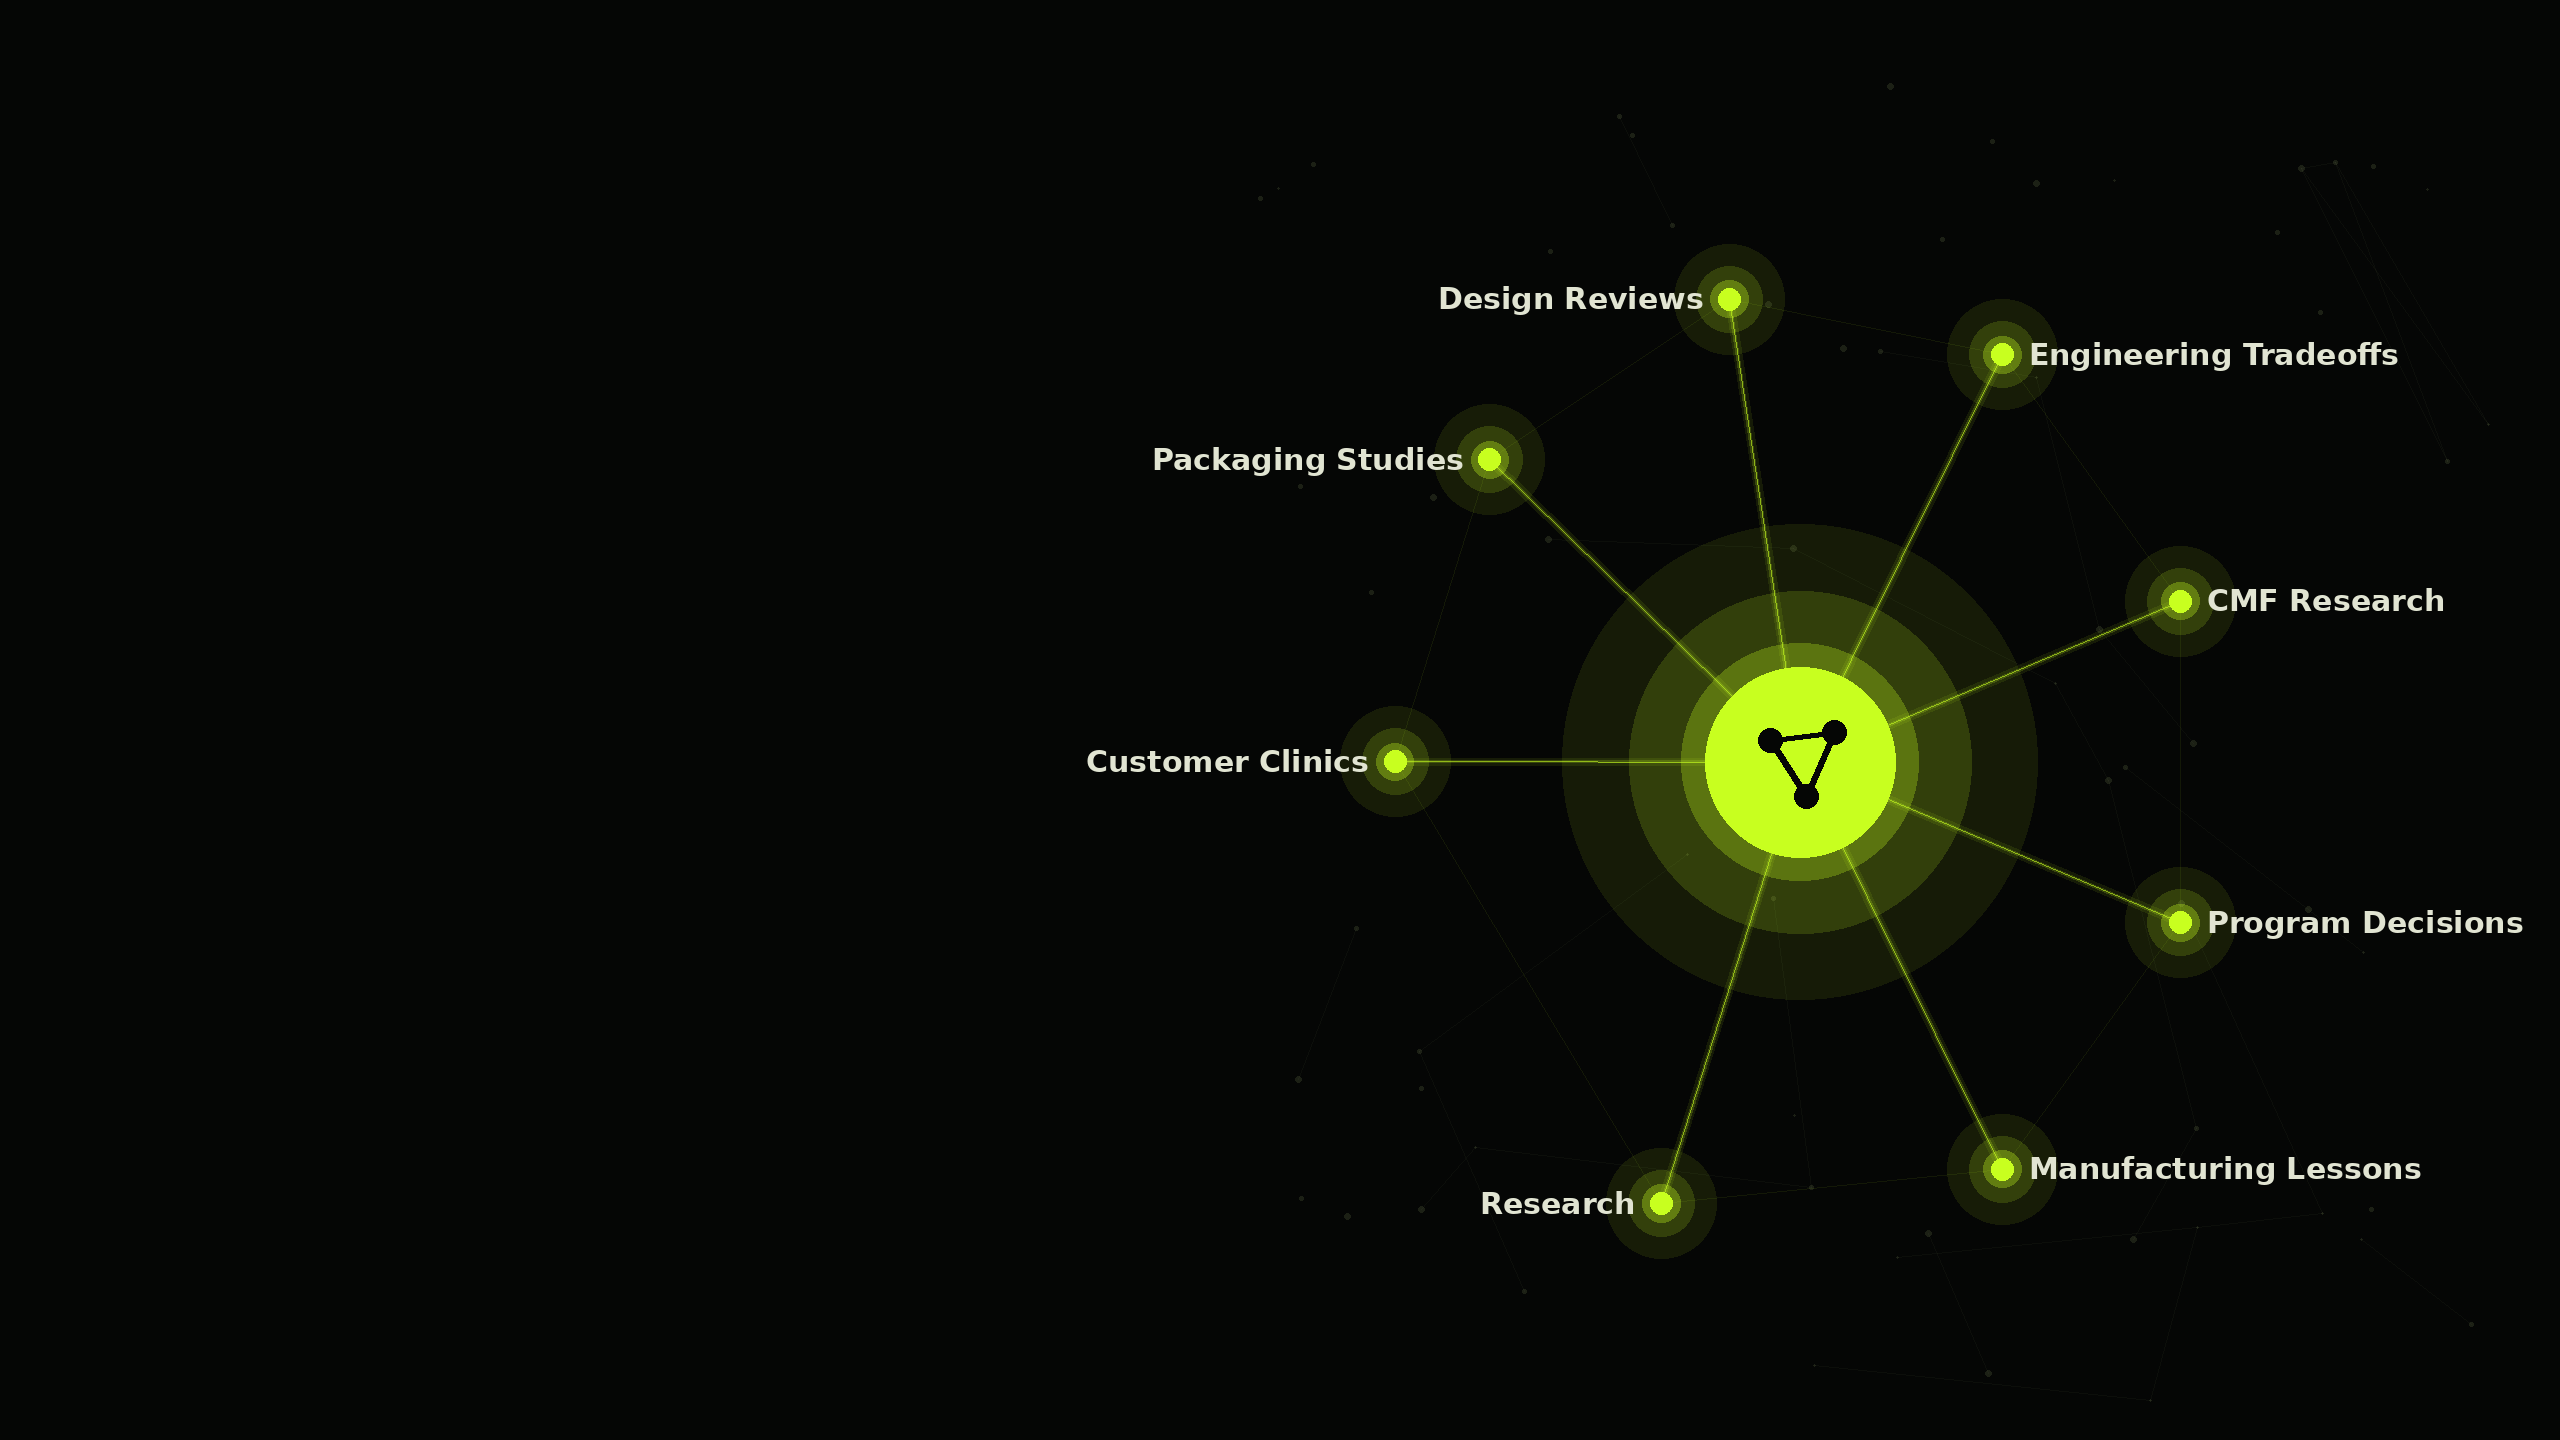 Design Reviews
Engineering Tradeoffs
Packaging Studies
CMF Research
Customer Clinics
Program Decisions
Manufacturing Lessons
Research